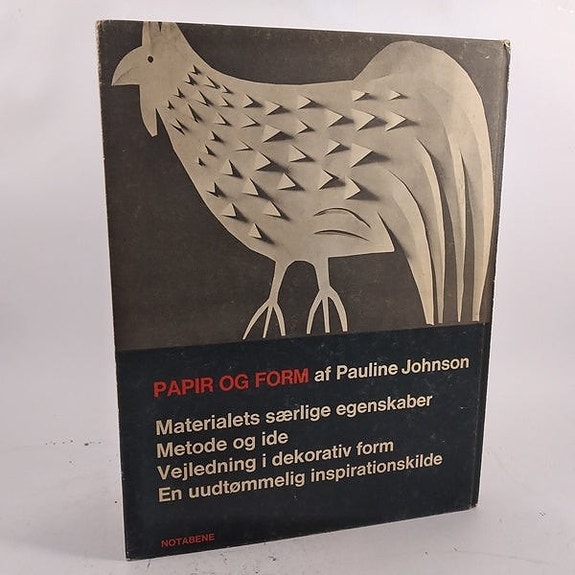 PAPIR OG FORM af Pauline Johnson
Materialets særlige egenskaber
Metode og ide
Vejledning i dekorativ form
En uudtømmelig inspirationskilde
NOTABENE